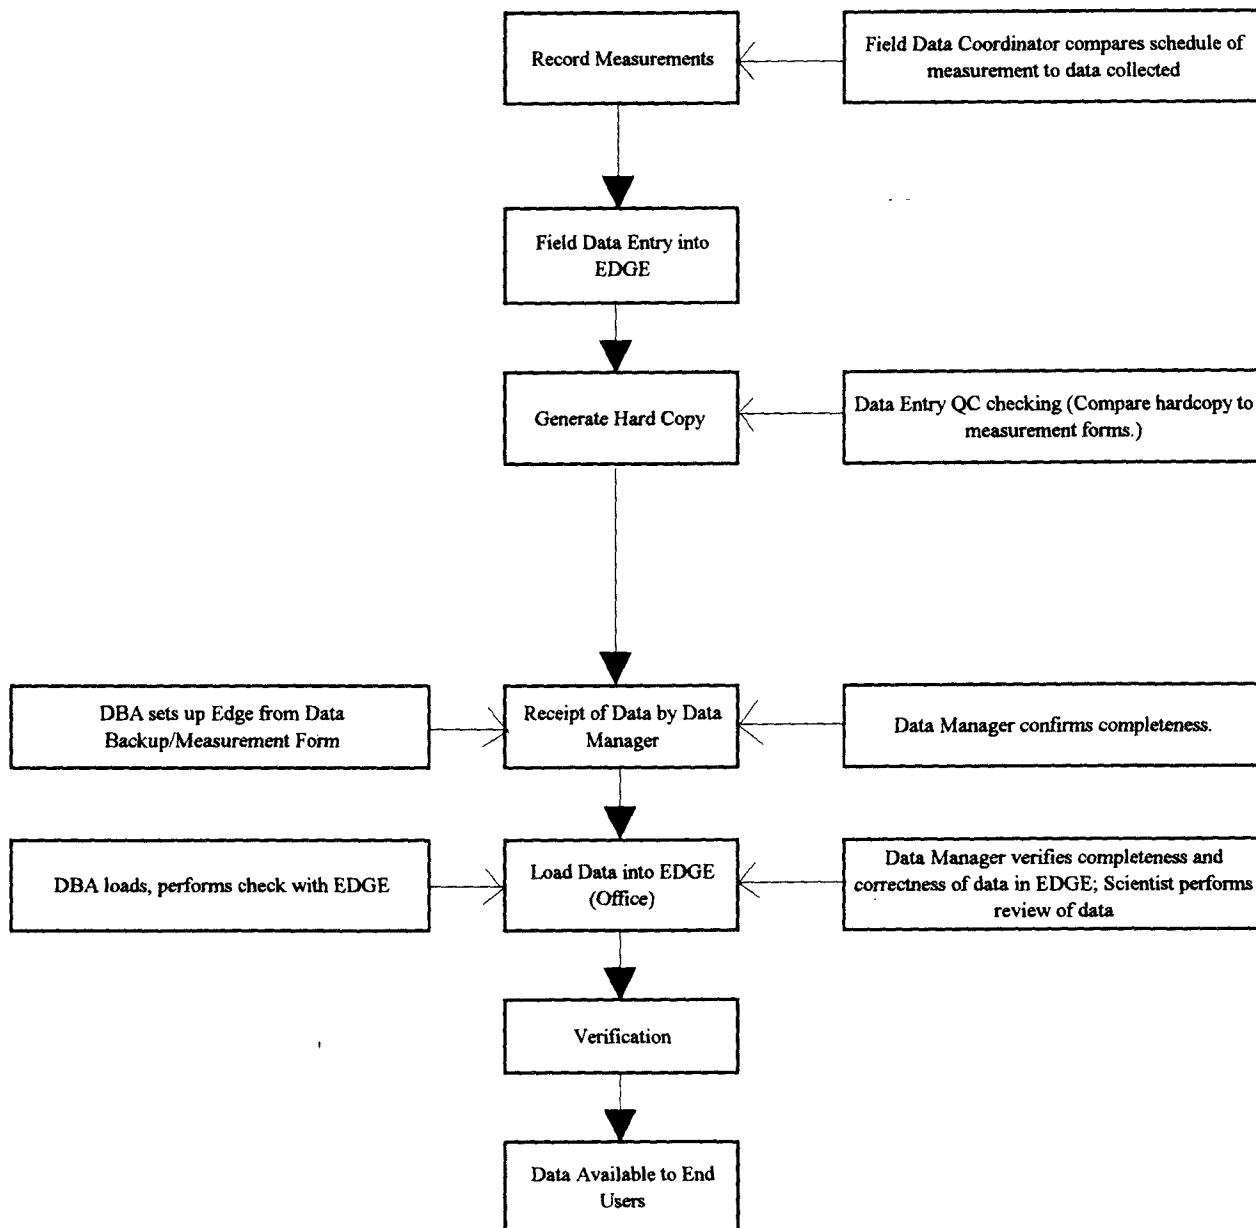 Record Measurements
Field Data Coordinator compares schedule of
measurement to data collected
Field Data Entry into
EDGE
Generate Hard Copy
Data Entry QC checking (Compare hardcopy to
measurement forms.)
DBA sets up Edge from Data
Backup/Measurement Form
Receipt of Data by Data
Manager
Data Manager confirms completeness.
DBA loads, performs check with EDGE
Load Data into EDGE
(Office)
Data Manager verifies completeness and
correctness of data in EDGE; Scientist performs
review of data
Verification
Data Available to End
Users